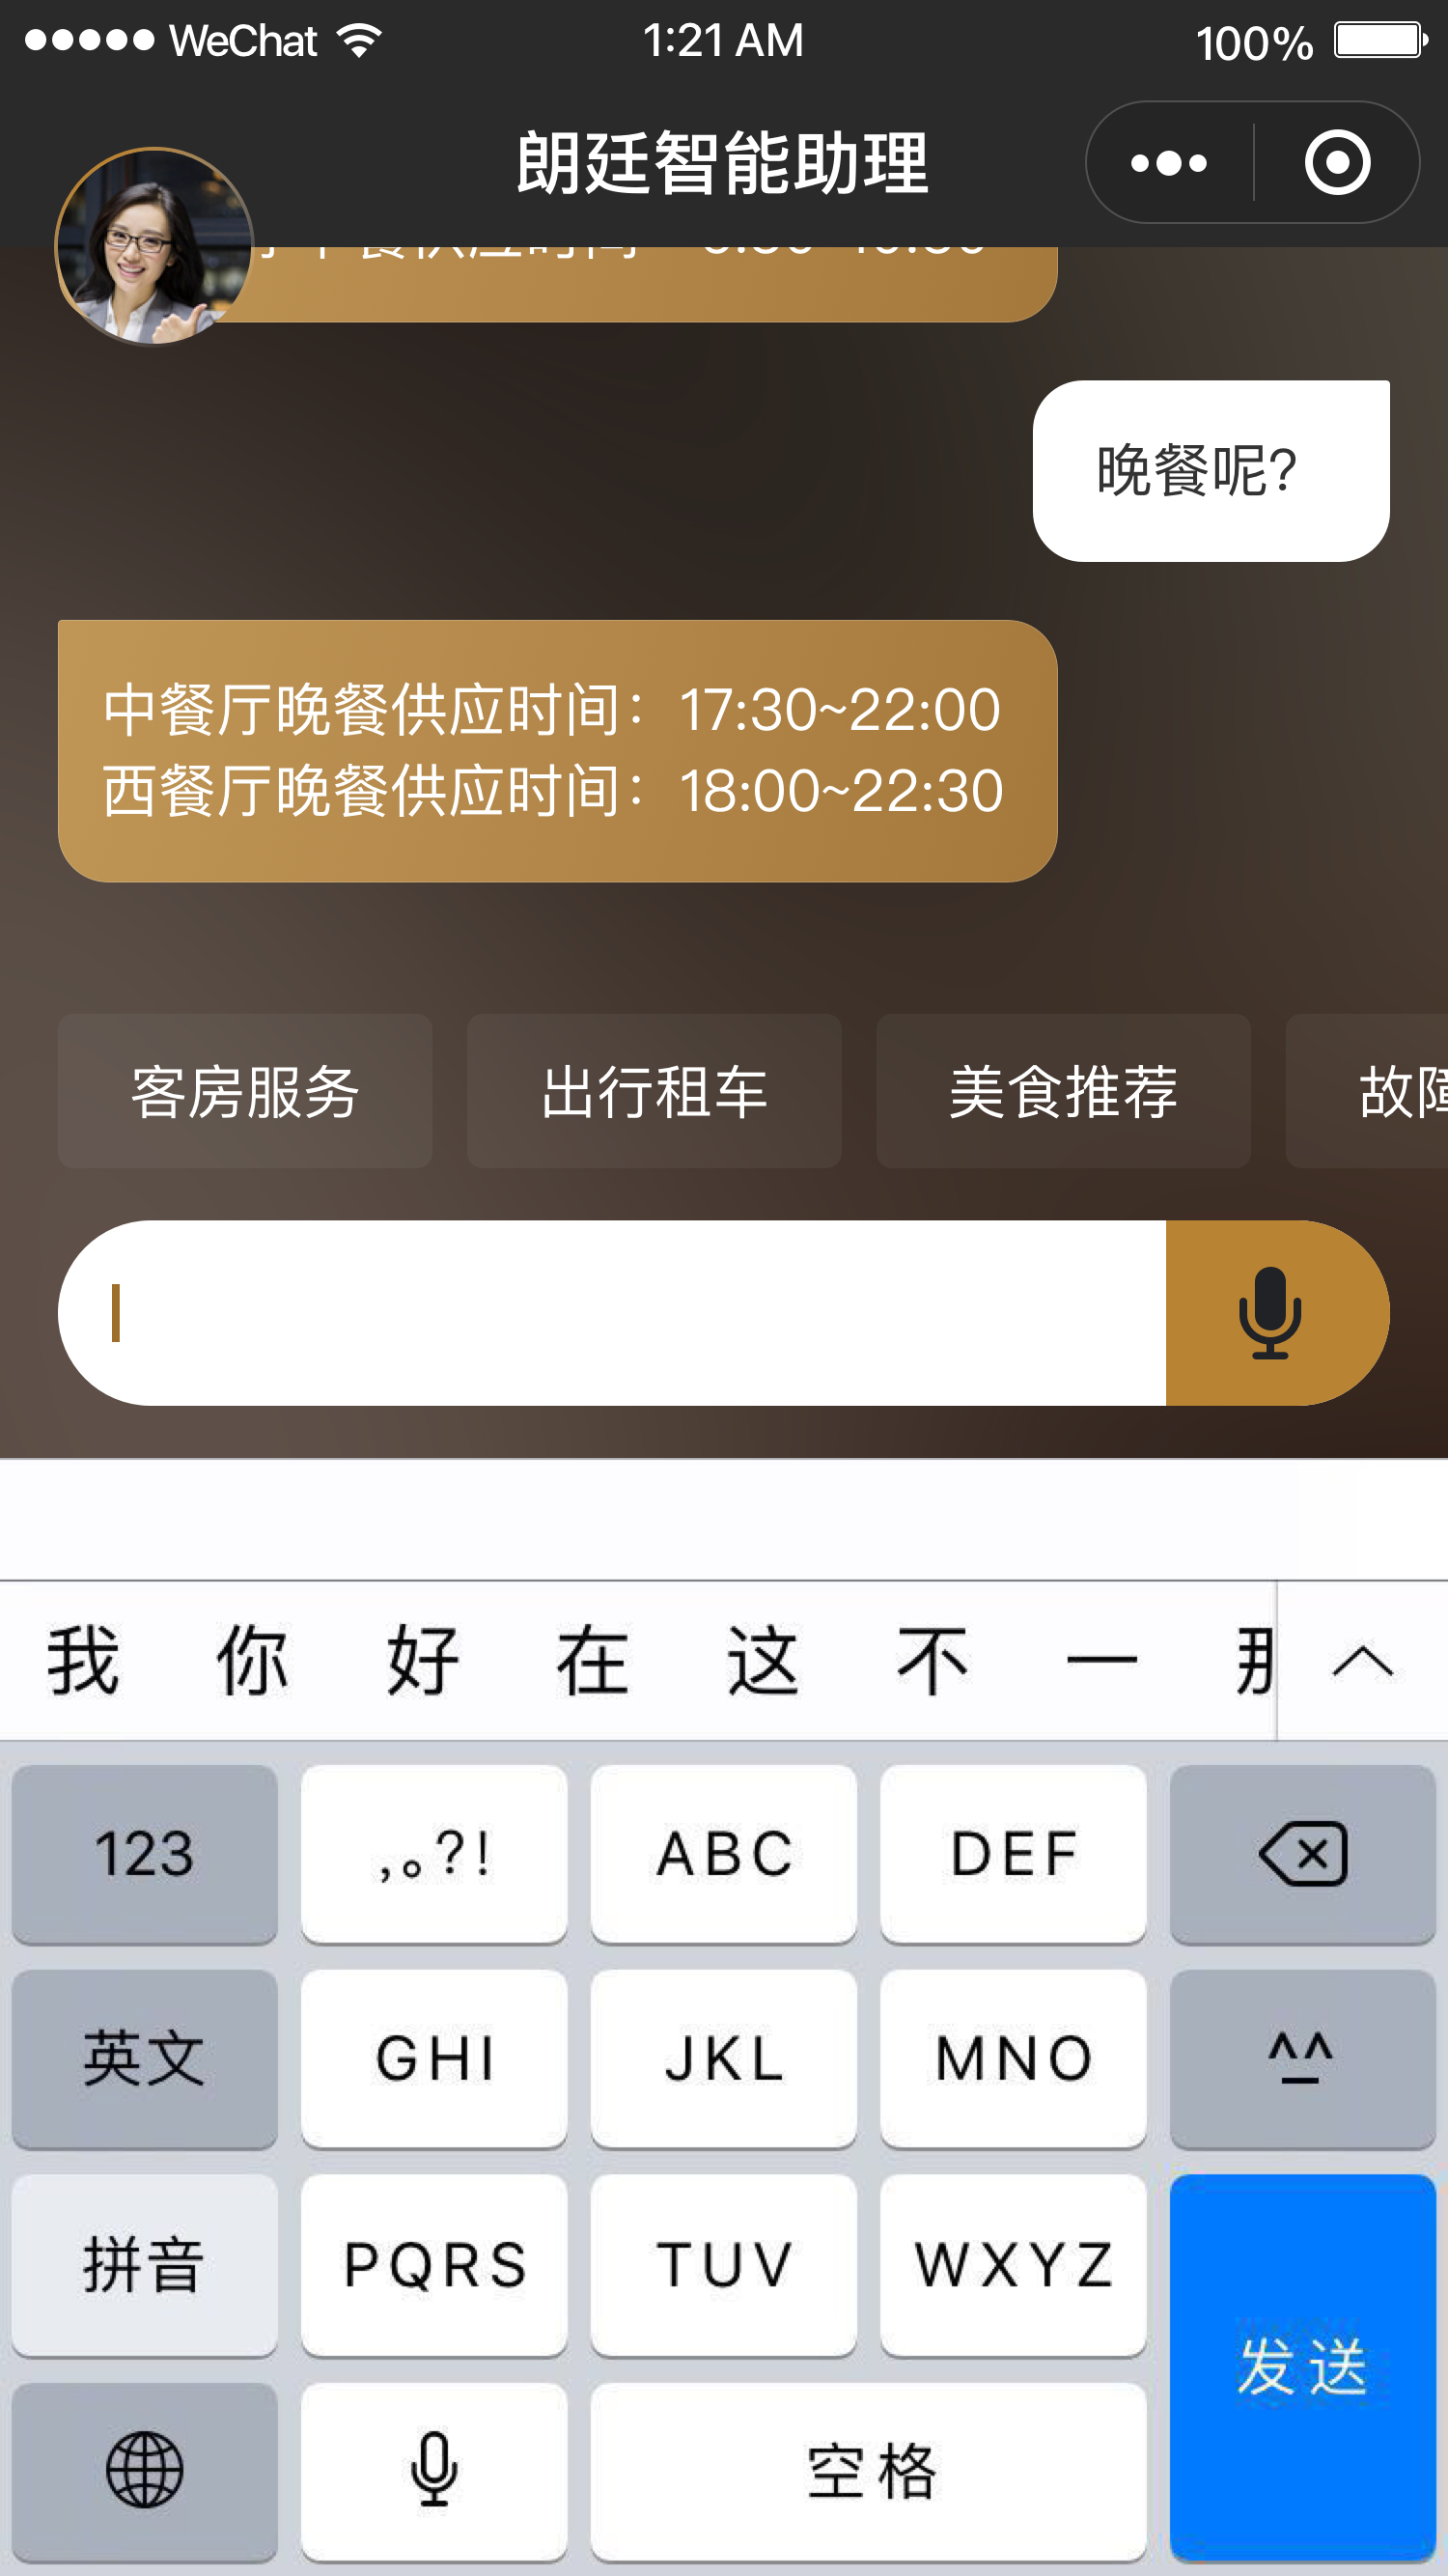 WeChat 1:21 AM 100%
朗廷智能助理
晚餐呢?
中餐厅晚餐供应时间：17:30~22:00
西餐厅晚餐供应时间：18:00~22:30
客房服务 出行租车 美食推荐 故障
我 你 好 在 这 不 一 那
123 ,。?! ABC DEF
英文 GHI JKL MNO ^^
拼音 PQRS TUV WXYZ
发送
空格